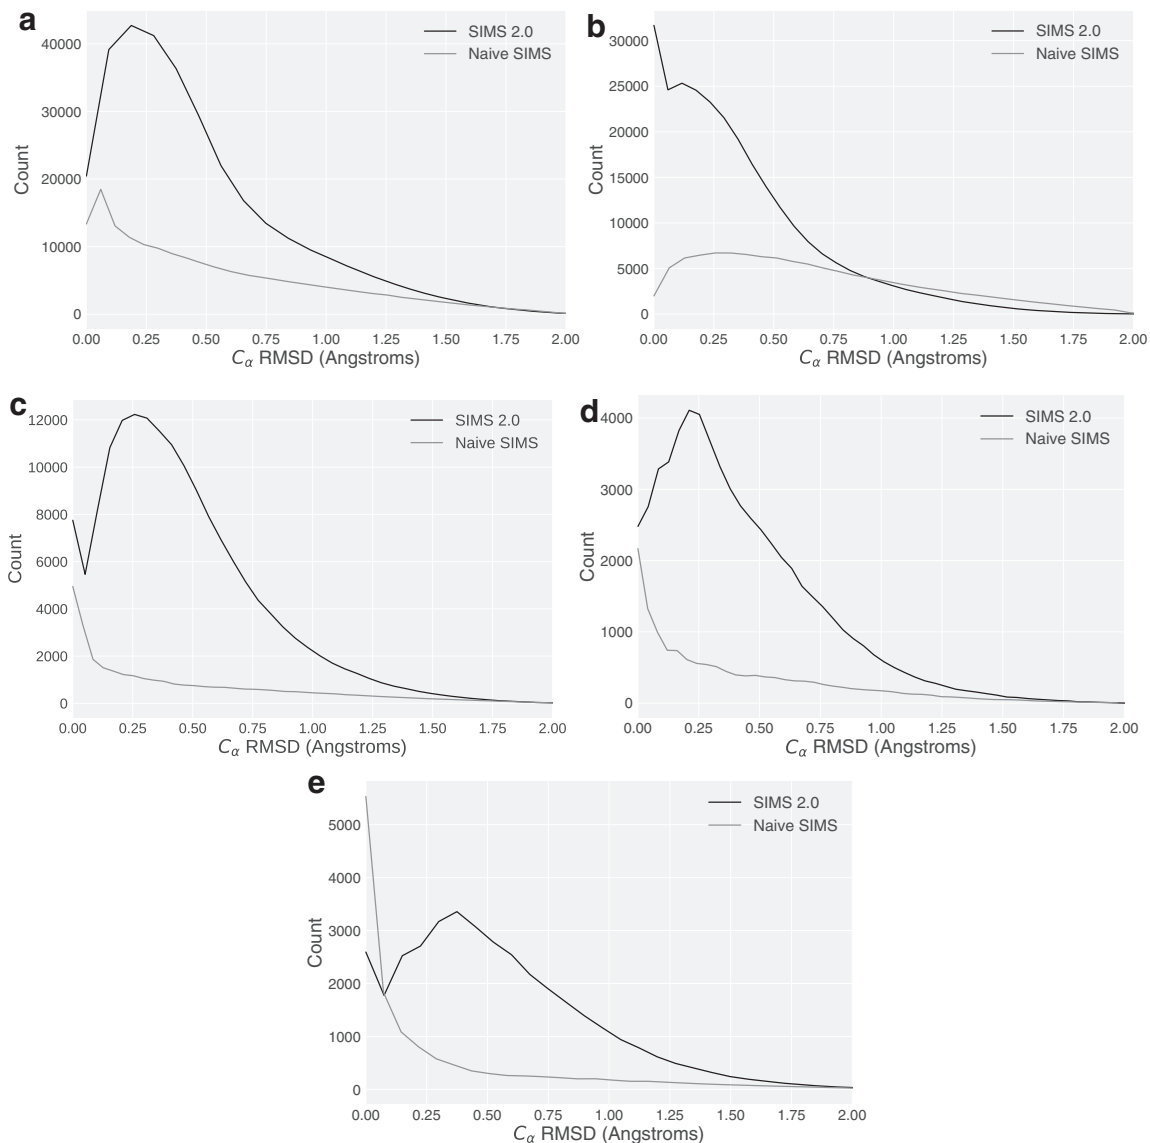 a
SIMS 2.0
Naive SIMS
Count
40000
30000
20000
10000
0
0.00 0.25 0.50 0.75 1.00 1.25 1.50 1.75 2.00
Cα RMSD (Angstroms)
b
SIMS 2.0
Naive SIMS
Count
30000
25000
20000
15000
10000
5000
0
0.00 0.25 0.50 0.75 1.00 1.25 1.50 1.75 2.00
Cα RMSD (Angstroms)
c
SIMS 2.0
Naive SIMS
Count
12000
10000
8000
6000
4000
2000
0
0.00 0.25 0.50 0.75 1.00 1.25 1.50 1.75 2.00
Cα RMSD (Angstroms)
d
SIMS 2.0
Naive SIMS
Count
4000
3000
2000
1000
0
0.00 0.25 0.50 0.75 1.00 1.25 1.50 1.75 2.00
Cα RMSD (Angstroms)
e
SIMS 2.0
Naive SIMS
Count
5000
4000
3000
2000
1000
0
0.00 0.25 0.50 0.75 1.00 1.25 1.50 1.75 2.00
Cα RMSD (Angstroms)